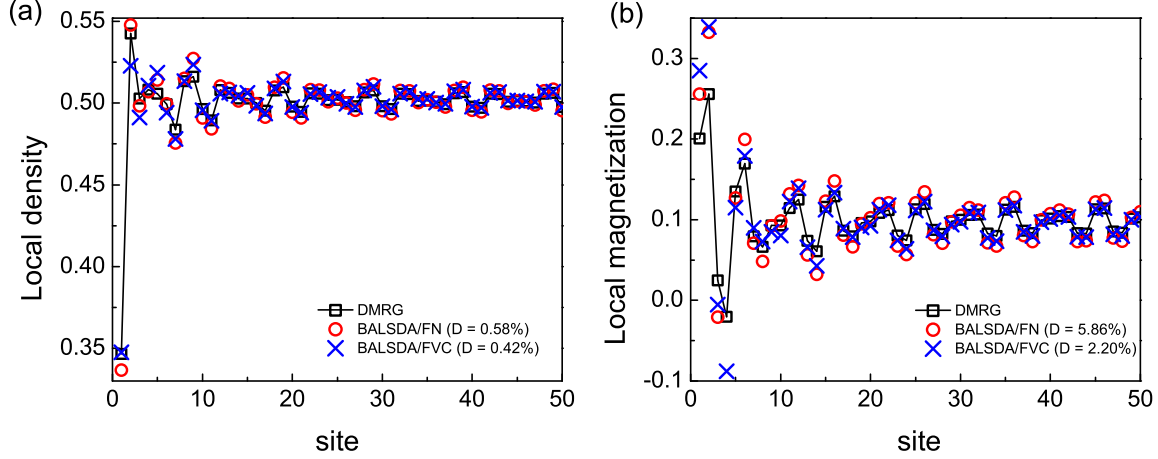 (a)
0.55
0.50
0.45
0.40
0.35
Local density
DMRG
BALSDA/FN (D = 0.58%)
BALSDA/FVC (D = 0.42%)
0 10 20 30 40 50
site
(b)
0.3
0.2
0.1
0.0
-0.1
Local magnetization
DMRG
BALSDA/FN (D = 5.86%)
BALSDA/FVC (D = 2.20%)
0 10 20 30 40 50
site